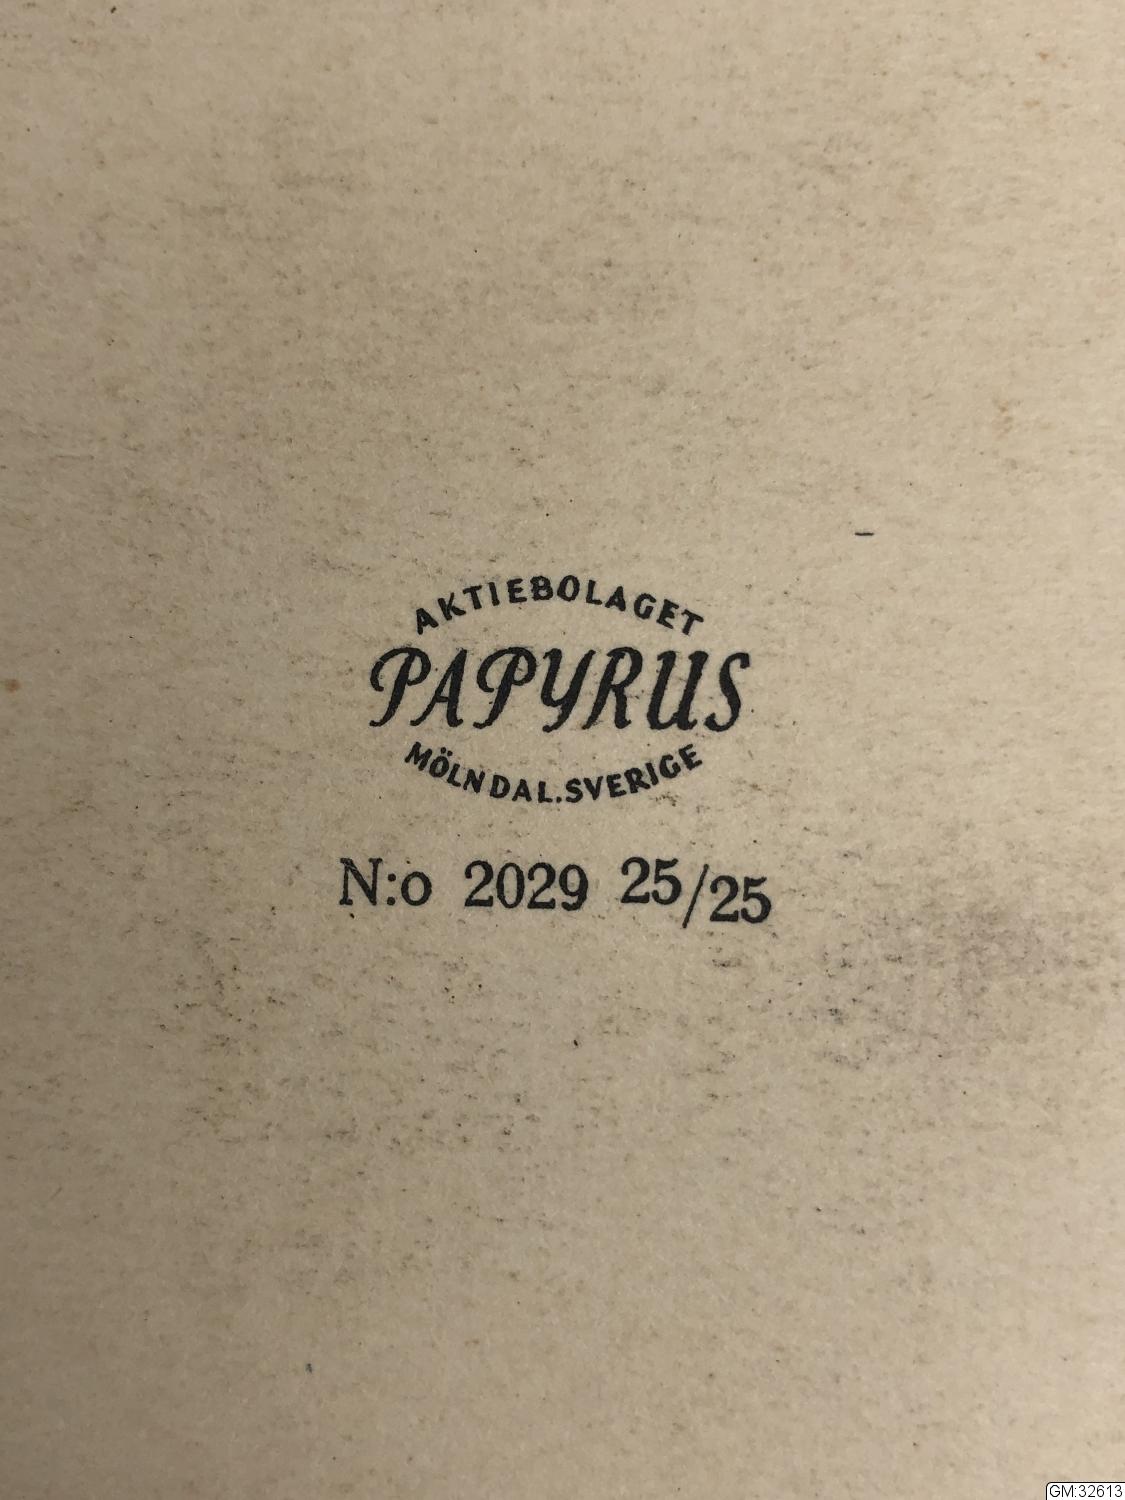 AKTIEBOLAGET
PAPYRUS
MÖLNDAL.SVERIGE
N:o 2029 25/25
GM:32613